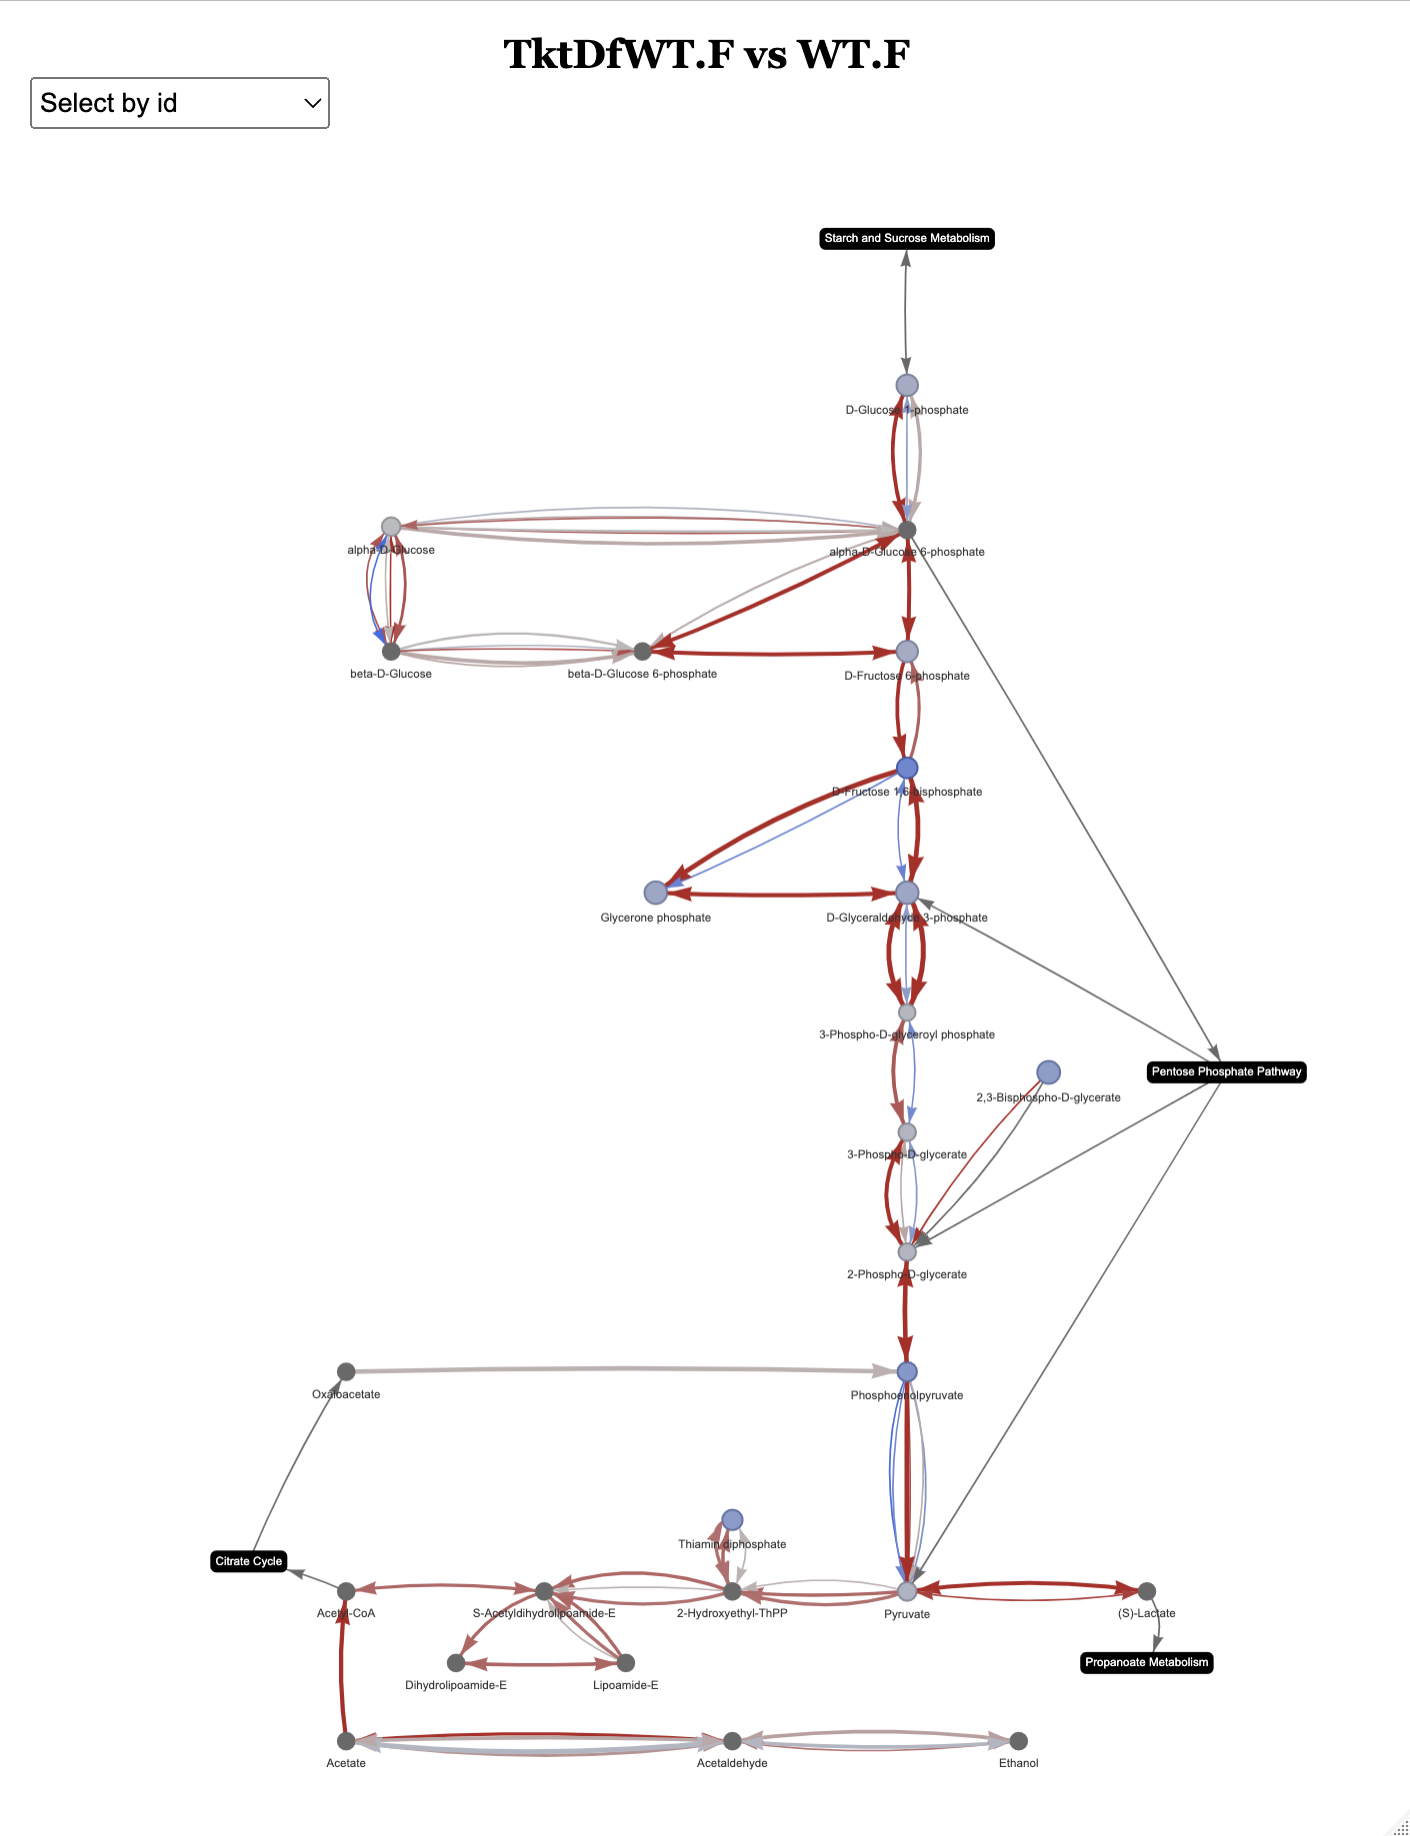 TktDfWT.F vs WT.F
Select by id
Starch and Sucrose Metabolism
D-Glucose 1-phosphate
alpha-D-Glucose
alpha-D-Glucose 6-phosphate
beta-D-Glucose
beta-D-Glucose 6-phosphate
D-Fructose 6-phosphate
D-Fructose 1,6-bisphosphate
Glycerone phosphate
D-Glyceraldehyde 3-phosphate
3-Phospho-D-glyceroyl phosphate
Pentose Phosphate Pathway
2,3-Bisphospho-D-glycerate
3-Phospho-D-glycerate
2-Phospho-D-glycerate
Oxaloacetate
Phosphoenolpyruvate
Thiamin diphosphate
Citrate Cycle
Acetyl-CoA
S-Acetyldihydrolipoamide-E
2-Hydroxyethyl-ThPP
Pyruvate
(S)-Lactate
Propanoate Metabolism
Dihydrolipoamide-E
Lipoamide-E
Acetate
Acetaldehyde
Ethanol